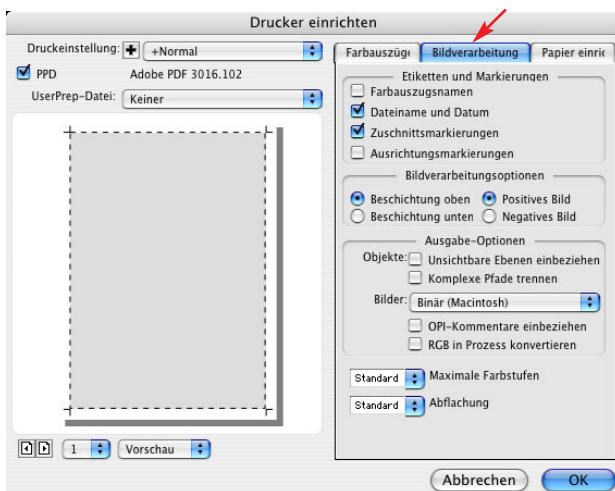 Drucker einrichten
Druckeinstellung: +Normal
PPD Adobe PDF 3016.102
UserPrep-Datei: Keiner
1 Vorschau
Farbauszüge Bildverarbeitung Papier einric
Etiketten und Markierungen
Farbauszugsnamen
Dateiname und Datum
Zuschnittsmarkierungen
Ausrichtungsmarkierungen
Bildverarbeitungsoptionen
Beschichtung oben Positives Bild
Beschichtung unten Negatives Bild
Ausgabe-Optionen
Objekte: Unsichtbare Ebenen einbeziehen
Komplexe Pfade trennen
Bilder: Binär (Macintosh)
OPI-Kommentare einbeziehen
RGB in Prozess konvertieren
Standard Maximale Farbstufen
Standard Abflachung
Abbrechen OK